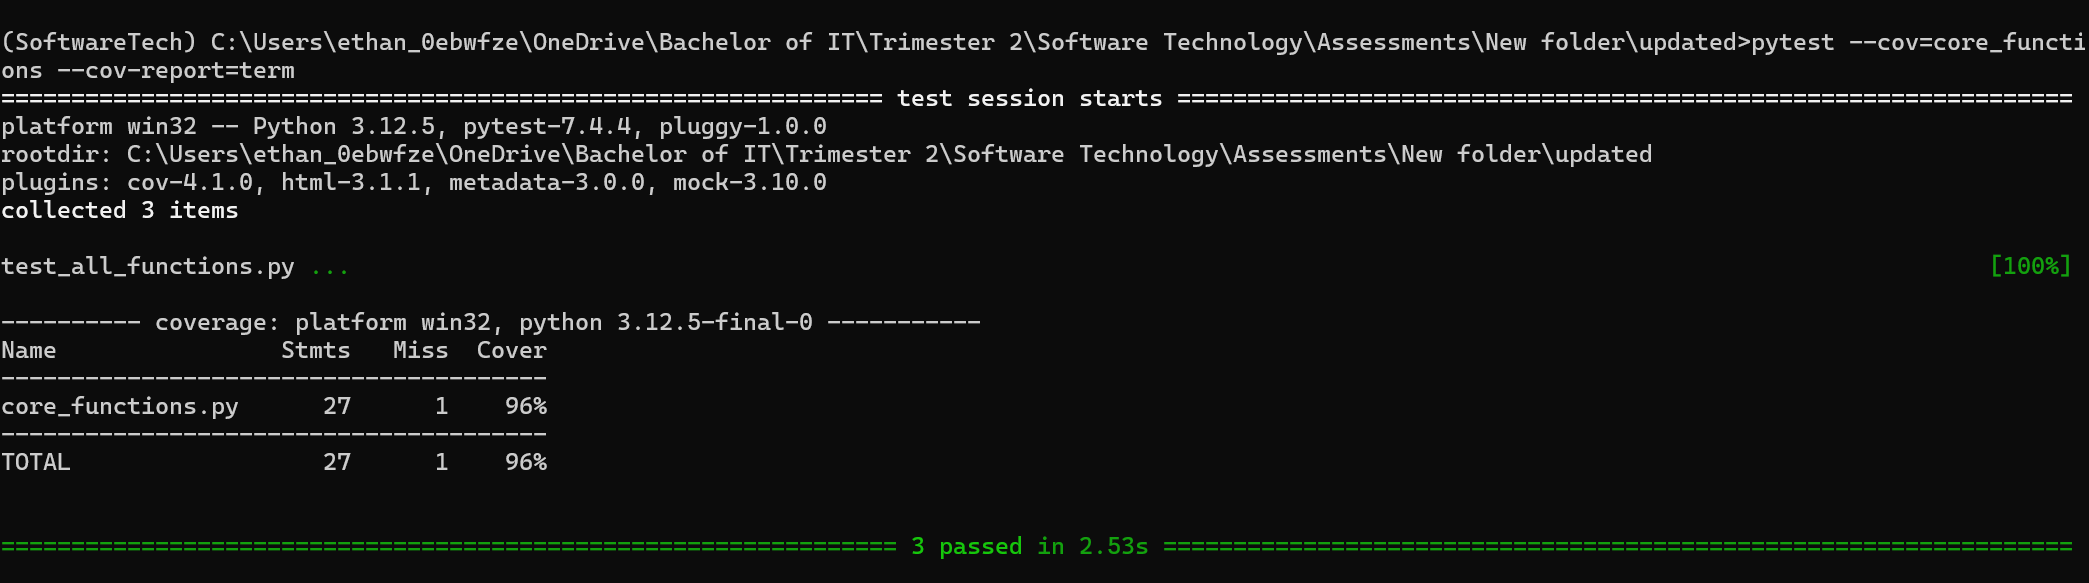 (SoftwareTech) C:\Users\ethan_0ebwfze\OneDrive\Bachelor of IT\Trimester 2\Software Technology\Assessments\New folder\updated>pytest --cov=core_functi
ons --cov-report=term
=============================================================== test session starts ================================================================
platform win32 -- Python 3.12.5, pytest-7.4.4, pluggy-1.0.0
rootdir: C:\Users\ethan_0ebwfze\OneDrive\Bachelor of IT\Trimester 2\Software Technology\Assessments\New folder\updated
plugins: cov-4.1.0, html-3.1.1, metadata-3.0.0, mock-3.10.0
collected 3 items
test_all_functions.py ... [100%]
---------- coverage: platform win32, python 3.12.5-final-0 -----------
Name                Stmts   Miss  Cover
---------------------------------------
core_functions.py      27      1    96%
---------------------------------------
TOTAL                  27      1    96%
================================================================ 3 passed in 2.53s =================================================================